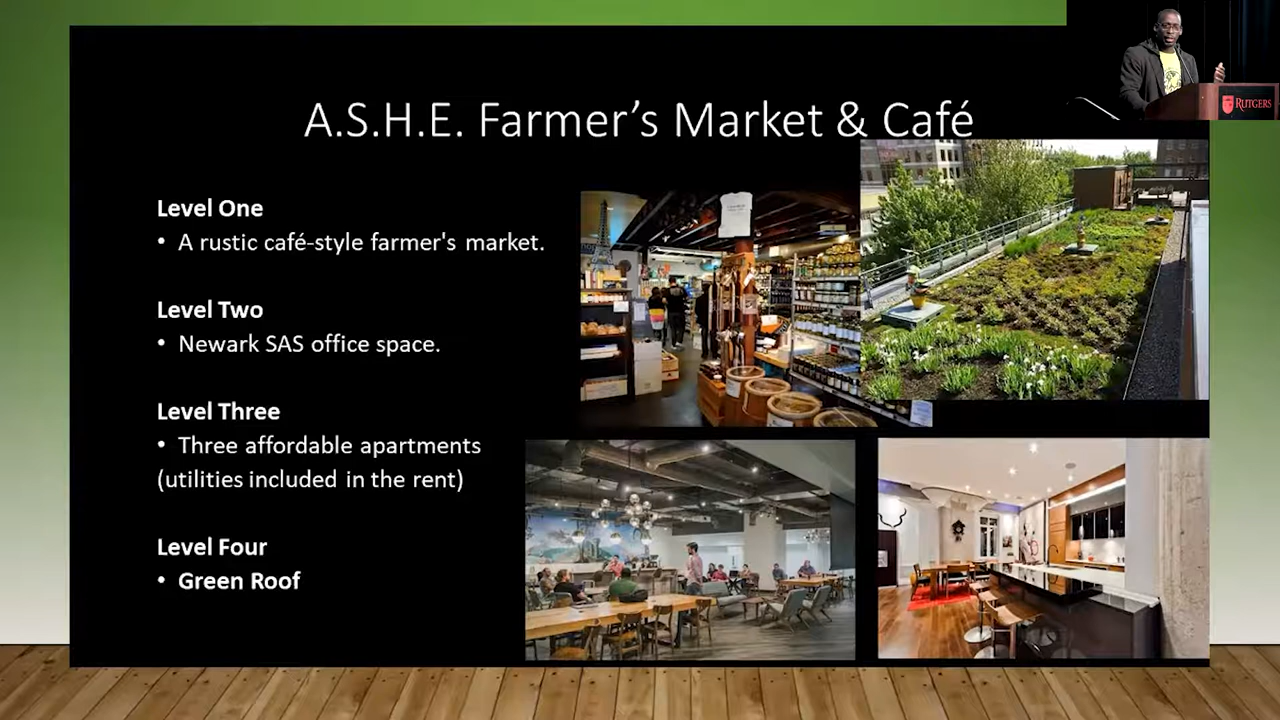 RUTGERS
A.S.H.E. Farmer’s Market & Café
Level One
• A rustic café-style farmer's market.
Level Two
• Newark SAS office space.
Level Three
• Three affordable apartments
(utilities included in the rent)
Level Four
• Green Roof